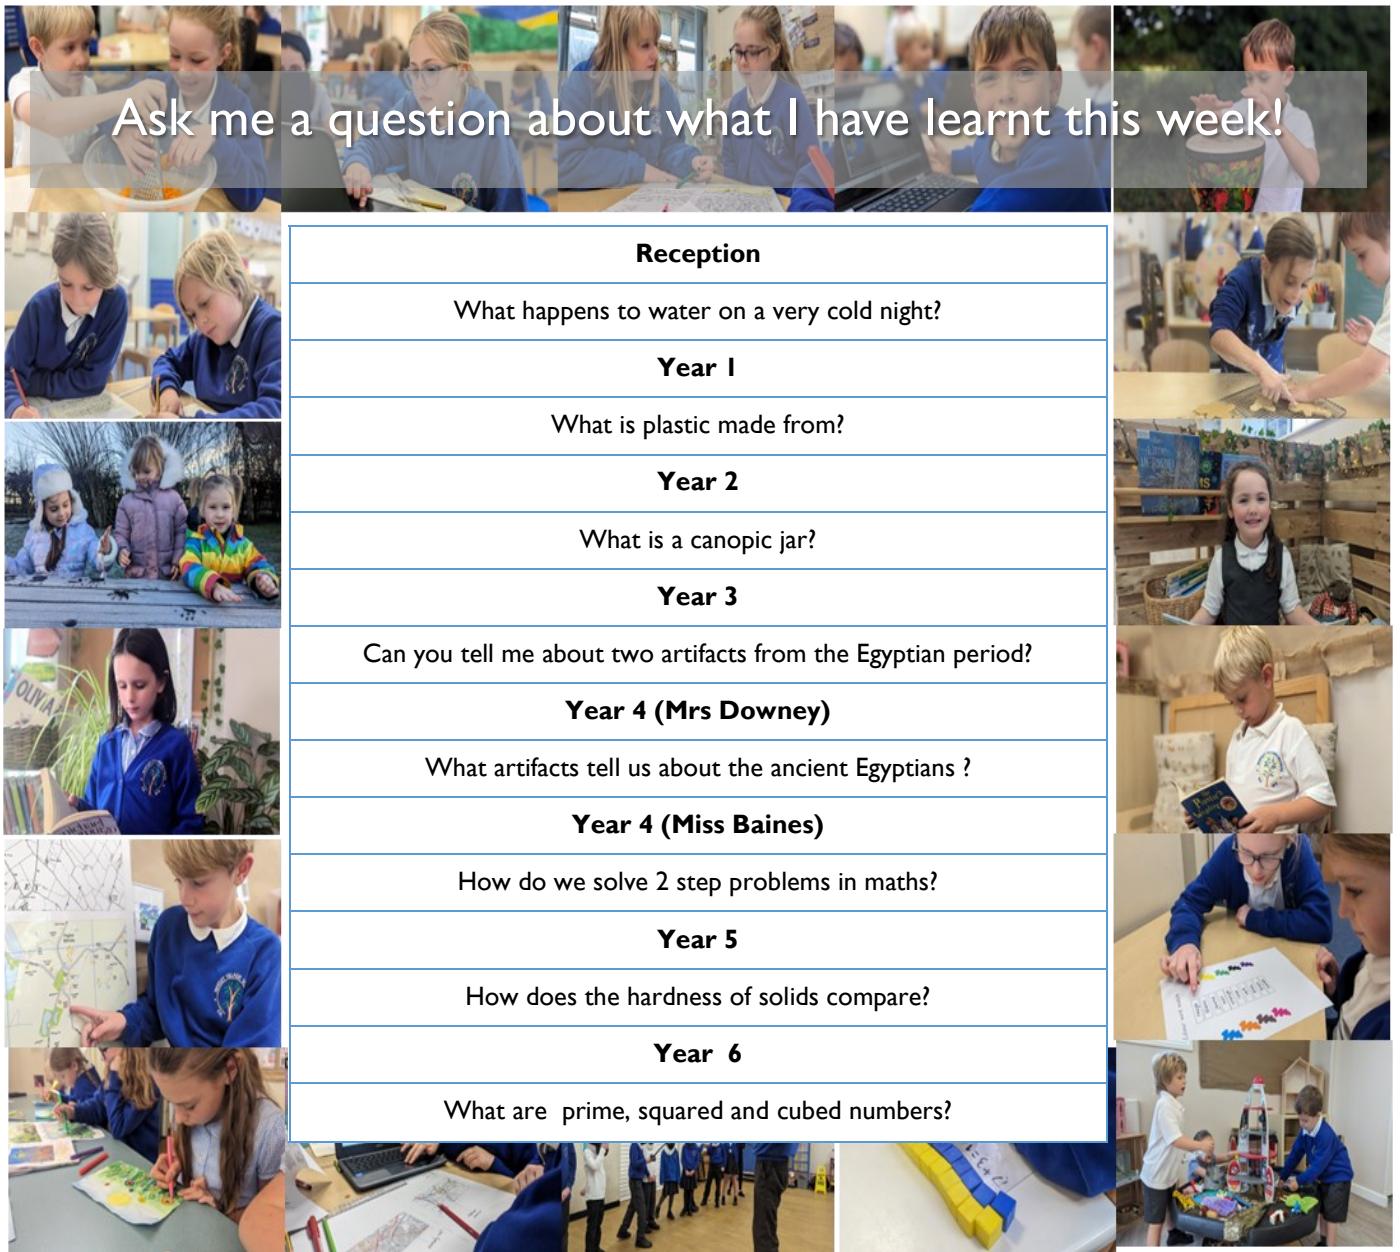 Ask me a question about what I have learnt this week!
Reception
What happens to water on a very cold night?
Year 1
What is plastic made from?
Year 2
What is a canopic jar?
Year 3
Can you tell me about two artifacts from the Egyptian period?
Year 4 (Mrs Downey)
What artifacts tell us about the ancient Egyptians ?
Year 4 (Miss Baines)
How do we solve 2 step problems in maths?
Year 5
How does the hardness of solids compare?
Year  6
What are  prime, squared and cubed numbers?
OLIVIA